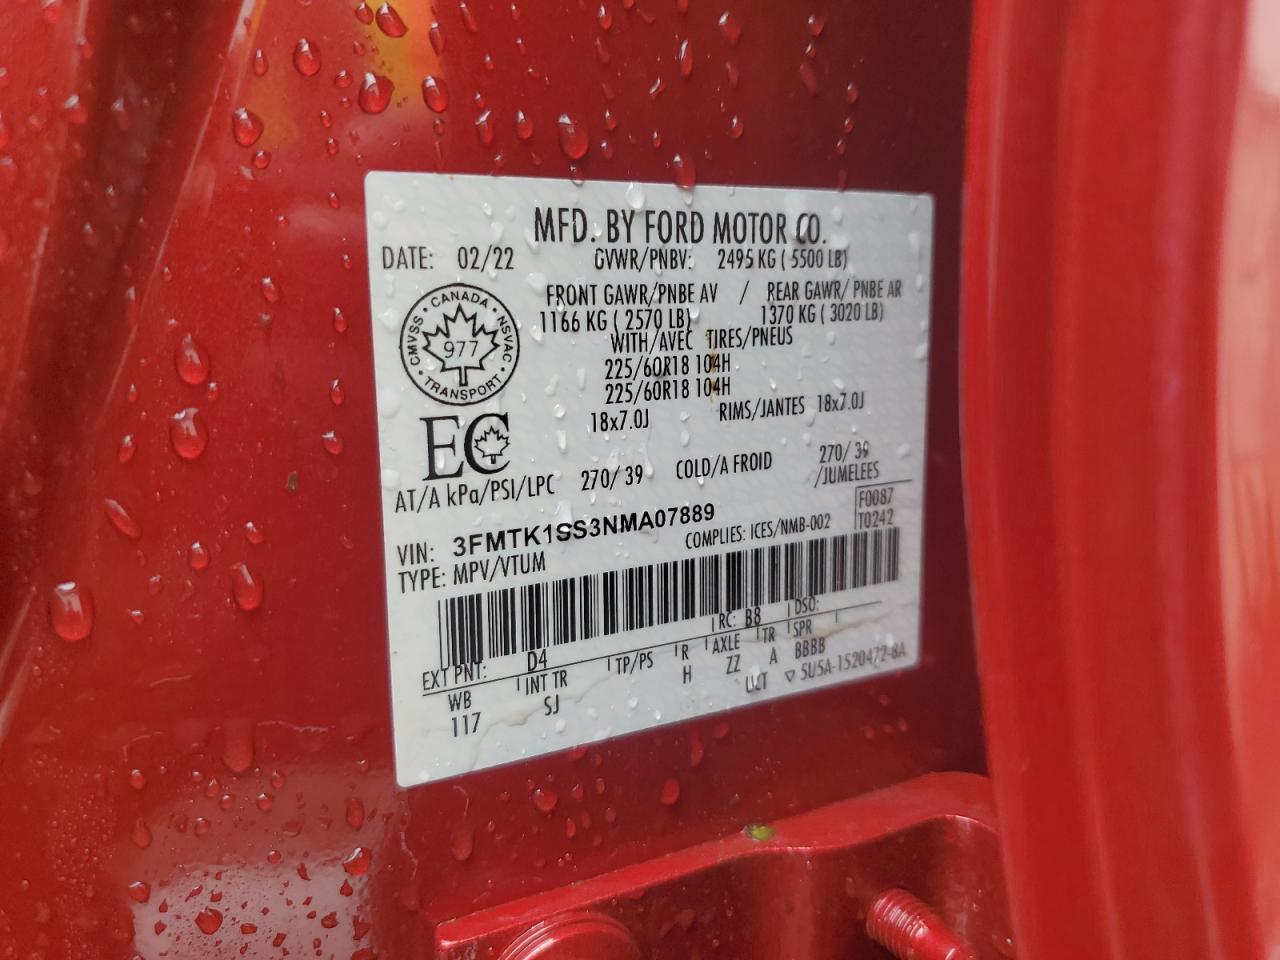 MFD. BY FORD MOTOR CO.
DATE: 02/22 GVWR/PNBV: 2495 KG ( 5500 LB)
FRONT GAWR/PNBE AV / REAR GAWR/ PNBE AR
1166 KG ( 2570 LB) 1370 KG ( 3020 LB)
WITH/AVEC TIRES/PNEUS
225/60R18 104H
225/60R18 104H
18x7.0J RIMS/JANTES 18x7.0J
CANADA
CMVSS NSVAC
977
TRANSPORT
EC
AT/A kPa/PSI/LPC 270/ 39 COLD/A FROID 270/ 39
/JUMELEES
VIN: 3FMTK1SS3NMA07889
F0087
T0242
TYPE: MPV/VTUM COMPLIES: ICES/NMB-002
EXT PNT: D4 RC: B8 DSO:
WB INT TR TP/PS R AXLE TR SPR
117 SJ H ZZ A BBBB
5U5A-1520472-8A